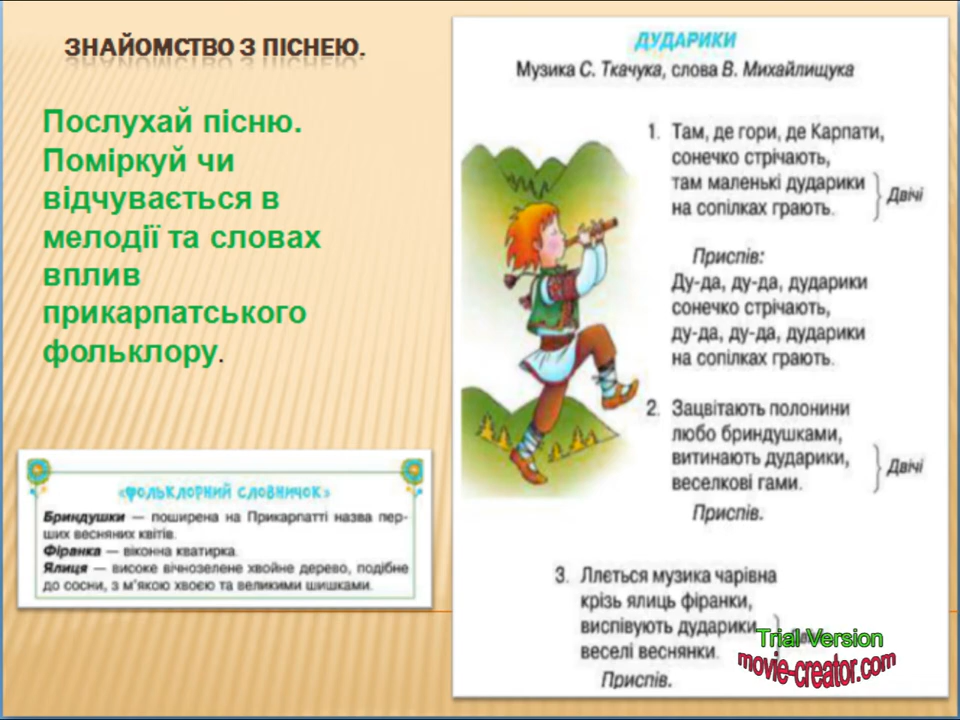 ЗНАЙОМСТВО З ПІСНЕЮ.
Послухай пісню.
Поміркуй чи
відчувається в
мелодії та словах
вплив
прикарпатського
фольклору.
«ФОЛЬКЛОРНИЙ СЛОВНИЧОК»
Бриндушки — поширена на Прикарпатті назва пер-
ших весняних квітів.
Фіранка — віконна кватирка.
Ялиця — високе вічнозелене хвойне дерево, подібне
до сосни, з м'якою хвоєю та великими шишками.
ДУДАРИКИ
Музика С. Ткачука, слова В. Михайлищука
1. Там, де гори, де Карпати,
сонечко стрічають,
там маленькі дударики
на сопілках грають.
Двічі
Приспів:
Ду-да, ду-да, дударики
сонечко стрічають,
ду-да, ду-да, дударики
на сопілках грають.
2. Зацвітають полонини
любо бриндушками,
витинають дударики,
веселкові гами.
Двічі
Приспів.
3. Ллється музика чарівна
крізь ялиць фіранки,
виспівують дударики
веселі веснянки.
Приспів.
Trial Version
movie-creator.com